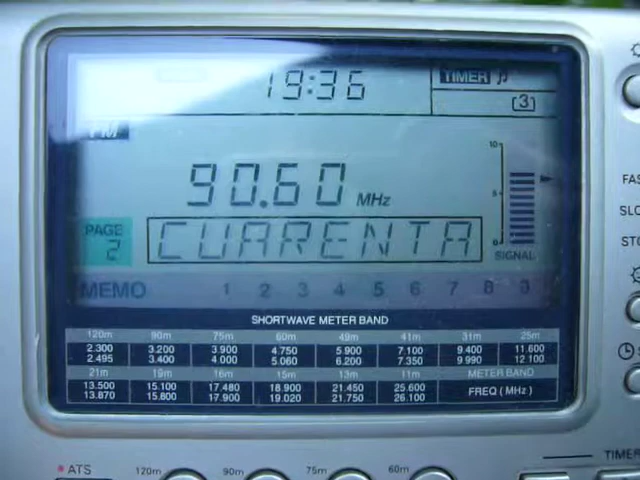 19:36
TIMER
3
FM
90.60 MHz
10
5
0
SIGNAL
PAGE 2
CUARENTA
MEMO 1 2 3 4 5 6 7 8 9
SHORTWAVE METER BAND
120m 90m 75m 60m 49m 41m 31m 25m
2.300 3.200 3.900 4.750 5.900 7.100 9.400 11.600
2.495 3.400 4.000 5.060 6.200 7.350 9.990 12.100
21m 19m 16m 15m 13m 11m METER BAND
13.500 15.100 17.480 18.900 21.450 25.600 FREQ (MHz)
13.870 15.800 17.900 19.020 21.750 26.100
ATS 120m 90m 75m 60m
TIMER
FAS
SLO
STO